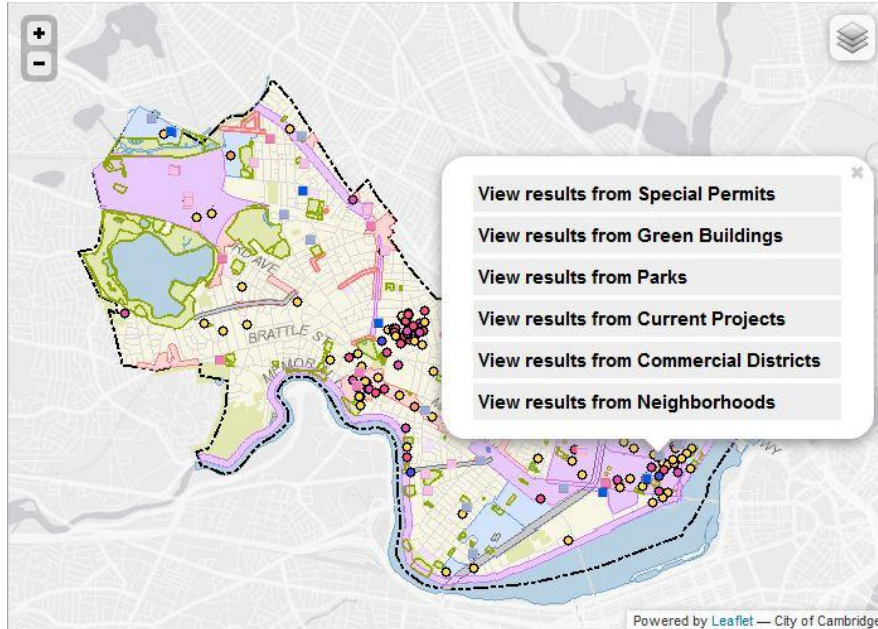 +
−
View results from Special Permits
View results from Green Buildings
View results from Parks
View results from Current Projects
View results from Commercial Districts
View results from Neighborhoods
BRATTLE ST
Powered by Leaflet — City of Cambridge